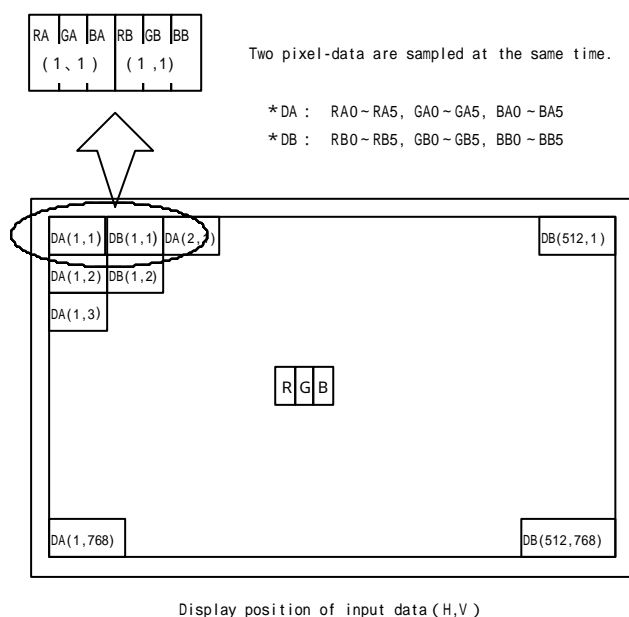 RA GA BA RB GB BB
(1、1) (1,1)
Two pixel-data are sampled at the same time.
*DA: RA0~RA5, GA0~GA5, BA0~BA5
*DB: RB0~RB5, GB0~GB5, BB0~BB5
DA(1,1) DB(1,1) DA(2,1) DB(512,1)
DA(1,2) DB(1,2)
DA(1,3)
R G B
DA(1,768) DB(512,768)
Display position of input data(H,V)